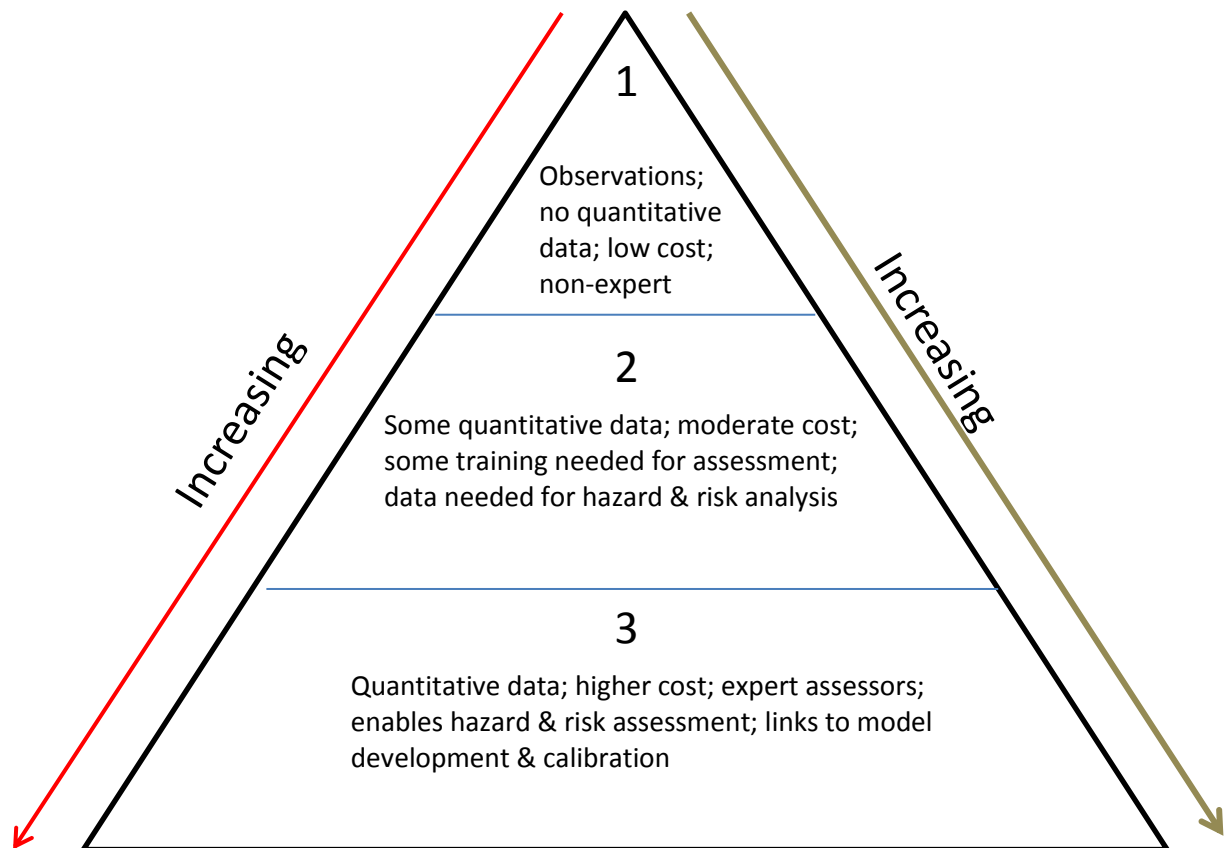 1
Observations;
no quantitative
data; low cost;
non-expert
Increasing
Increasing
2
Some quantitative data; moderate cost;
some training needed for assessment;
data needed for hazard & risk analysis
3
Quantitative data; higher cost; expert assessors;
enables hazard & risk assessment; links to model
development & calibration